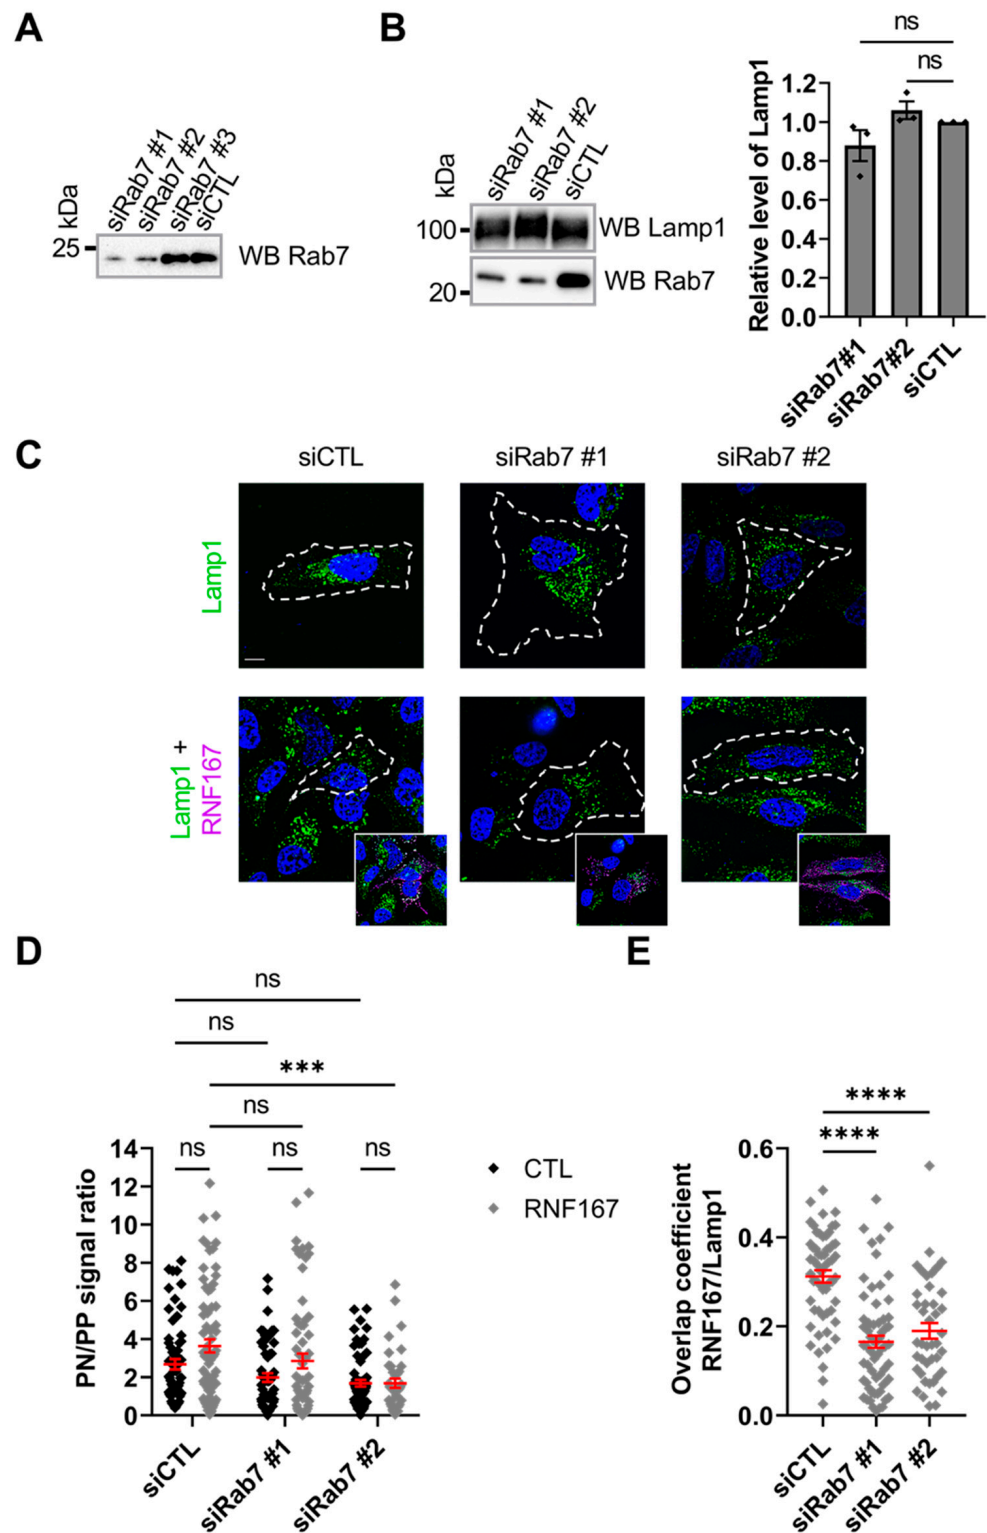 A
kDa
siRab7 #1
siRab7 #2
siRab7 #3
siCTL
25
WB Rab7
B
kDa
siRab7 #1
siRab7 #2
siCTL
100
WB Lamp1
20
WB Rab7
ns
ns
Relative level of Lamp1
1.2
1.0
0.8
0.6
0.4
0.2
0.0
siRab7#1
siRab7#2
siCTL
C
siCTL
siRab7 #1
siRab7 #2
Lamp1
Lamp1 +
RNF167
D
ns
ns
***
ns
ns
ns
ns
PN/PP signal ratio
14
12
10
8
6
4
2
0
siCTL
siRab7 #1
siRab7 #2
CTL
RNF167
E
****
****
Overlap coefficient
RNF167/Lamp1
0.6
0.4
0.2
0.0
siCTL
siRab7 #1
siRab7 #2